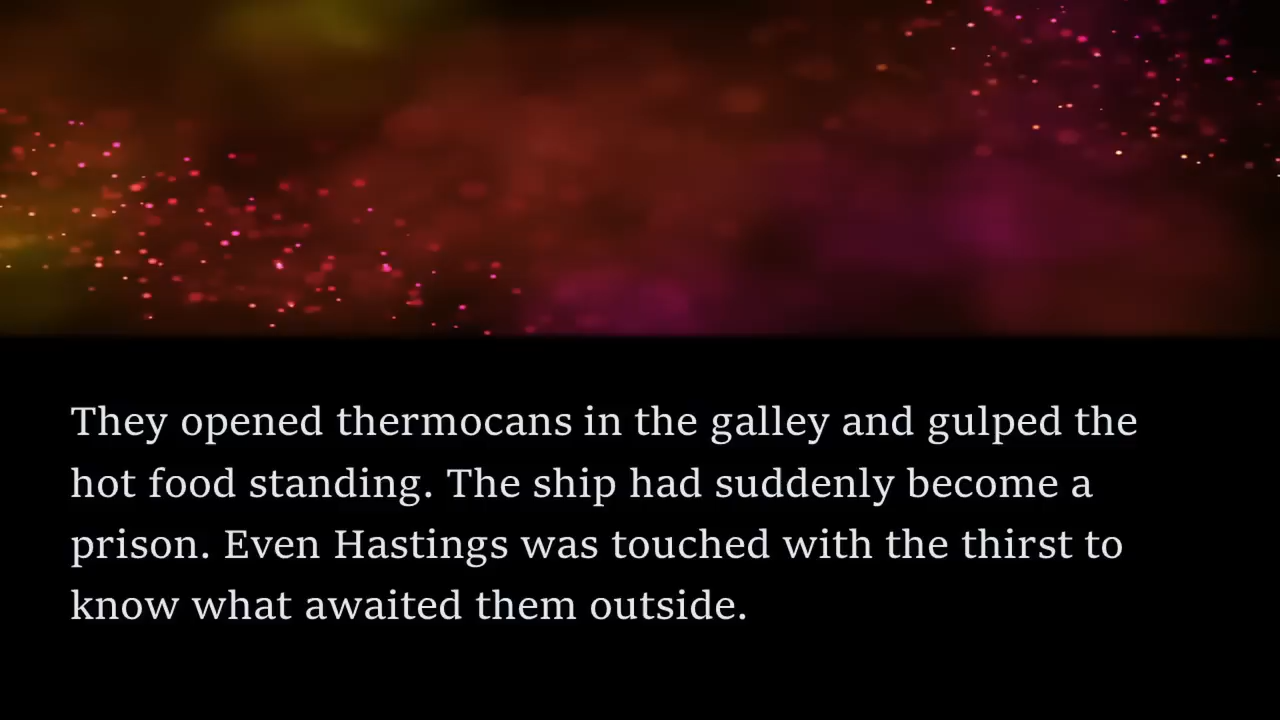 They opened thermocans in the galley and gulped the
hot food standing. The ship had suddenly become a
prison. Even Hastings was touched with the thirst to
know what awaited them outside.